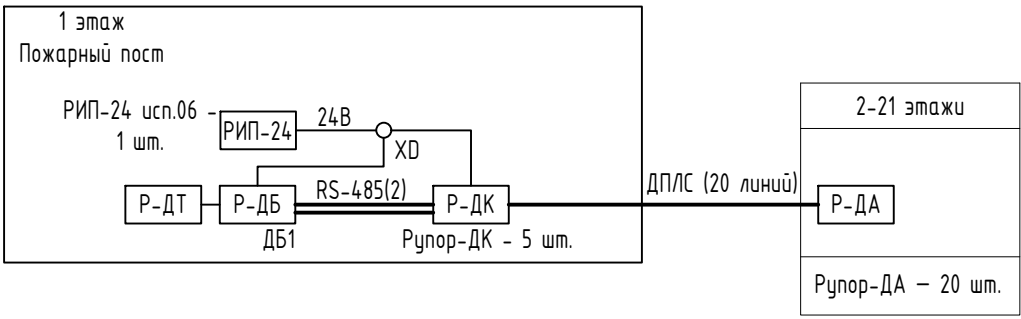 1 этаж
Пожарный пост
РИП-24 исп.06 -
1 шт.
РИП-24
24В
XD
Р-ДТ
Р-ДБ
RS-485(2)
Р-ДК
ДБ1
Рупор-ДК - 5 шт.
ДПЛС (20 линий)
2-21 этажи
Р-ДА
Рупор-ДА — 20 шт.